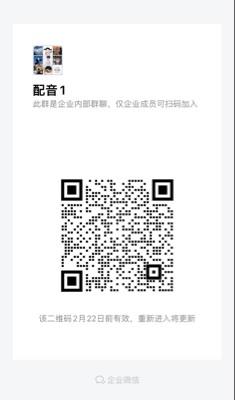 配音1
此群是企业内部群聊，仅企业成员可扫码加入
该二维码2月22日前有效，重新进入将更新
企业微信